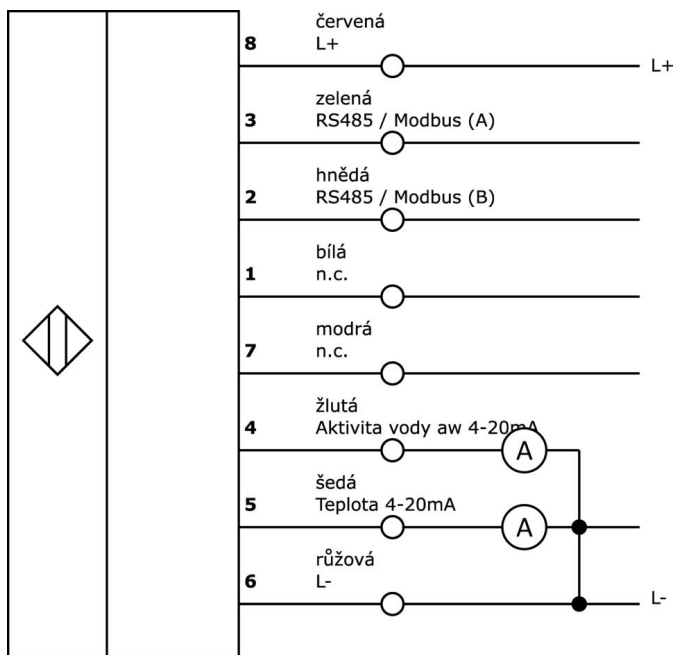 červená
8 L+
L+
zelená
3 RS485 / Modbus (A)
hnědá
2 RS485 / Modbus (B)
bílá
1 n.c.
modrá
7 n.c.
žlutá
4 Aktivita vody aw 4-20mA
A
šedá
5 Teplota 4-20mA
A
růžová
6 L-
L-